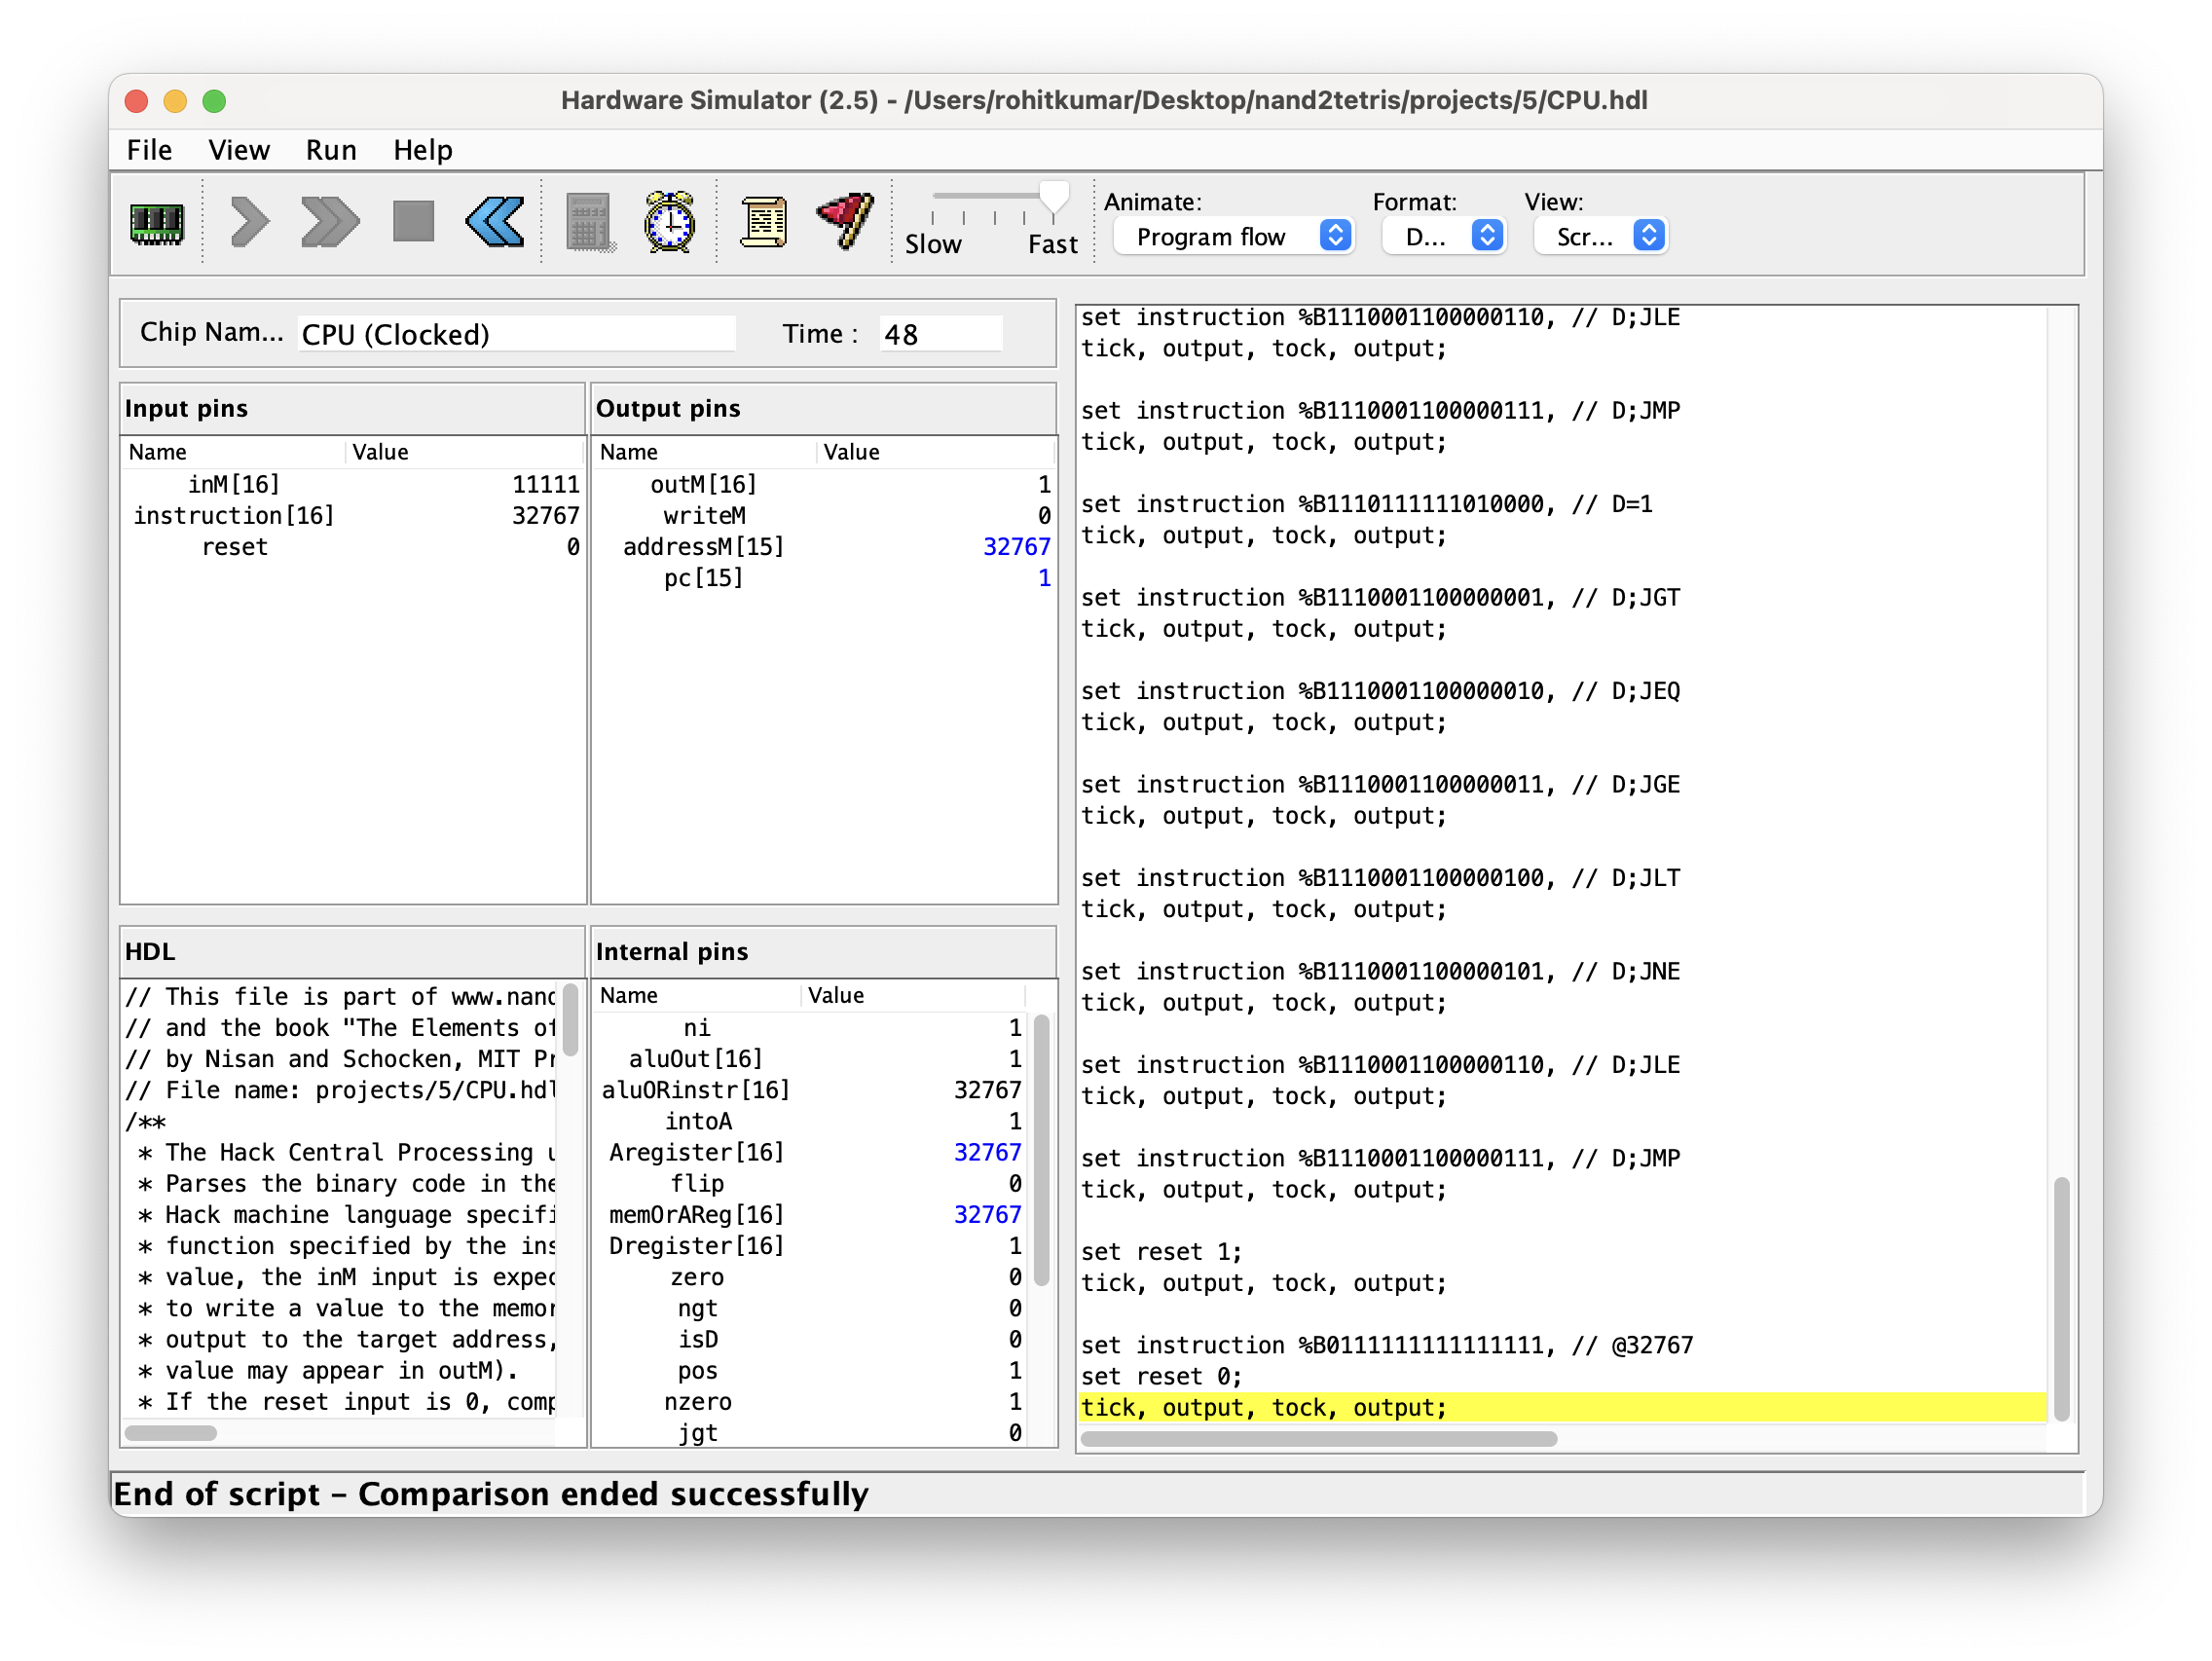 Hardware Simulator (2.5) - /Users/rohitkumar/Desktop/nand2tetris/projects/5/CPU.hdl
File View Run Help
Slow Fast
Animate: Format: View:
Program flow D... Scr...
Chip Nam... CPU (Clocked) Time : 48
Input pins
Name Value
inM[16] 11111
instruction[16] 32767
reset 0
Output pins
Name Value
outM[16] 1
writeM 0
addressM[15] 32767
pc[15] 1
HDL
// This file is part of www.nand
// and the book "The Elements of
// by Nisan and Schocken, MIT Pr
// File name: projects/5/CPU.hdl
/**
* The Hack Central Processing u
* Parses the binary code in the
* Hack machine language specifi
* function specified by the ins
* value, the inM input is expec
* to write a value to the memor
* output to the target address,
* value may appear in outM).
* If the reset input is 0, comp
Internal pins
Name Value
ni 1
aluOut[16] 1
aluORinstr[16] 32767
intoA 1
Aregister[16] 32767
flip 0
memOrAReg[16] 32767
Dregister[16] 1
zero 0
ngt 0
isD 0
pos 1
nzero 1
jgt 0
set instruction %B1110001100000110, // D;JLE
tick, output, tock, output;
set instruction %B1110001100000111, // D;JMP
tick, output, tock, output;
set instruction %B1110111111010000, // D=1
tick, output, tock, output;
set instruction %B1110001100000001, // D;JGT
tick, output, tock, output;
set instruction %B1110001100000010, // D;JEQ
tick, output, tock, output;
set instruction %B1110001100000011, // D;JGE
tick, output, tock, output;
set instruction %B1110001100000100, // D;JLT
tick, output, tock, output;
set instruction %B1110001100000101, // D;JNE
tick, output, tock, output;
set instruction %B1110001100000110, // D;JLE
tick, output, tock, output;
set instruction %B1110001100000111, // D;JMP
tick, output, tock, output;
set reset 1;
tick, output, tock, output;
set instruction %B0111111111111111, // @32767
set reset 0;
tick, output, tock, output;
End of script - Comparison ended successfully